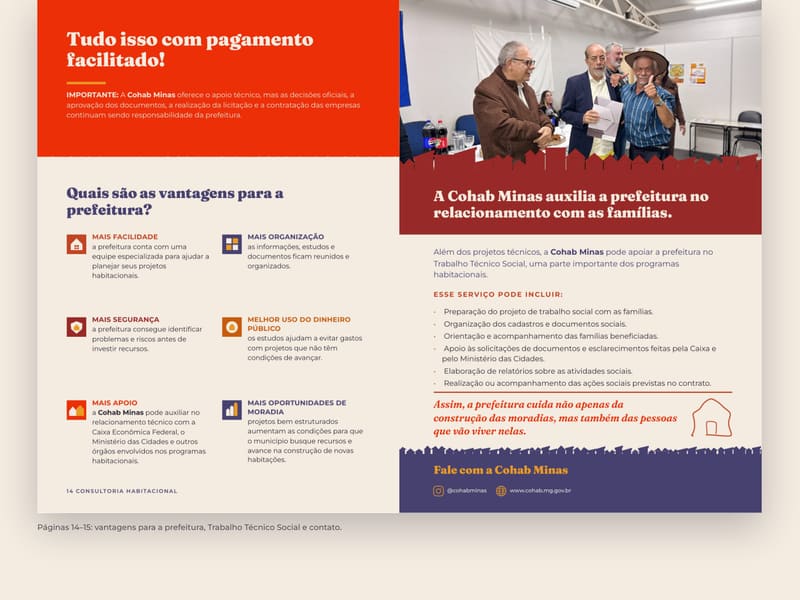 Tudo isso com pagamento
facilitado!
IMPORTANTE: A Cohab Minas oferece o apoio técnico, mas as decisões oficiais, a
aprovação dos documentos, a realização da licitação e a contratação das empresas
continuam sendo responsabilidade da prefeitura.
Quais são as vantagens para a
prefeitura?
MAIS FACILIDADE
a prefeitura conta com uma
equipe especializada para ajudar a
planejar seus projetos
habitacionais.
MAIS ORGANIZAÇÃO
as informações, estudos e
documentos ficam reunidos e
organizados.
MAIS SEGURANÇA
a prefeitura consegue identificar
problemas e riscos antes de
investir recursos.
MELHOR USO DO DINHEIRO
PÚBLICO
os estudos ajudam a evitar gastos
com projetos que não têm
condições de avançar.
MAIS APOIO
a Cohab Minas pode auxiliar no
relacionamento técnico com a
Caixa Econômica Federal, o
Ministério das Cidades e outros
órgãos envolvidos nos programas
habitacionais.
MAIS OPORTUNIDADES DE
MORADIA
projetos bem estruturados
aumentam as condições para que
o município busque recursos e
avance na construção de novas
habitações.
14 CONSULTORIA HABITACIONAL
A Cohab Minas auxilia a prefeitura no
relacionamento com as famílias.
Além dos projetos técnicos, a Cohab Minas pode apoiar a prefeitura no
Trabalho Técnico Social, uma parte importante dos programas
habitacionais.
ESSE SERVIÇO PODE INCLUIR:
• Preparação do projeto de trabalho social com as famílias.
• Organização dos cadastros e documentos sociais.
• Orientação e acompanhamento das famílias beneficiadas.
• Apoio às solicitações de documentos e esclarecimentos feitas pela Caixa e
pelo Ministério das Cidades.
• Elaboração de relatórios sobre as atividades sociais.
• Realização ou acompanhamento das ações sociais previstas no contrato.
Assim, a prefeitura cuida não apenas da
construção das moradias, mas também das pessoas
que vão viver nelas.
Fale com a Cohab Minas
@cohabminas www.cohab.mg.gov.br
Páginas 14–15: vantagens para a prefeitura, Trabalho Técnico Social e contato.